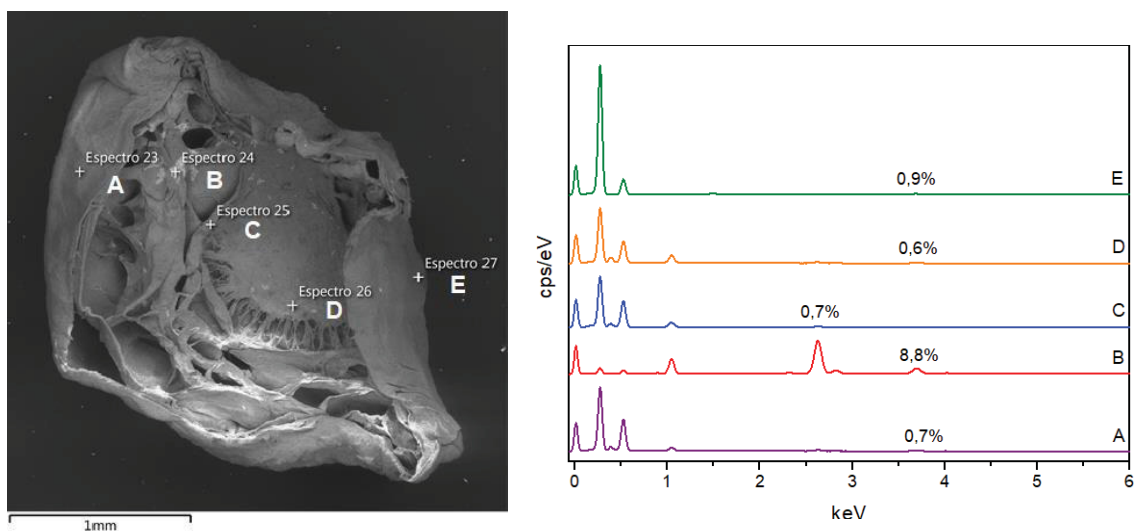 Espectro 23
Espectro 24
A
B
Espectro 25
C
Espectro 27
E
Espectro 26
D
1mm
cps/eV
0,9%
E
0,6%
D
0,7%
C
8,8%
B
0,7%
A
0 1 2 3 4 5 6
keV